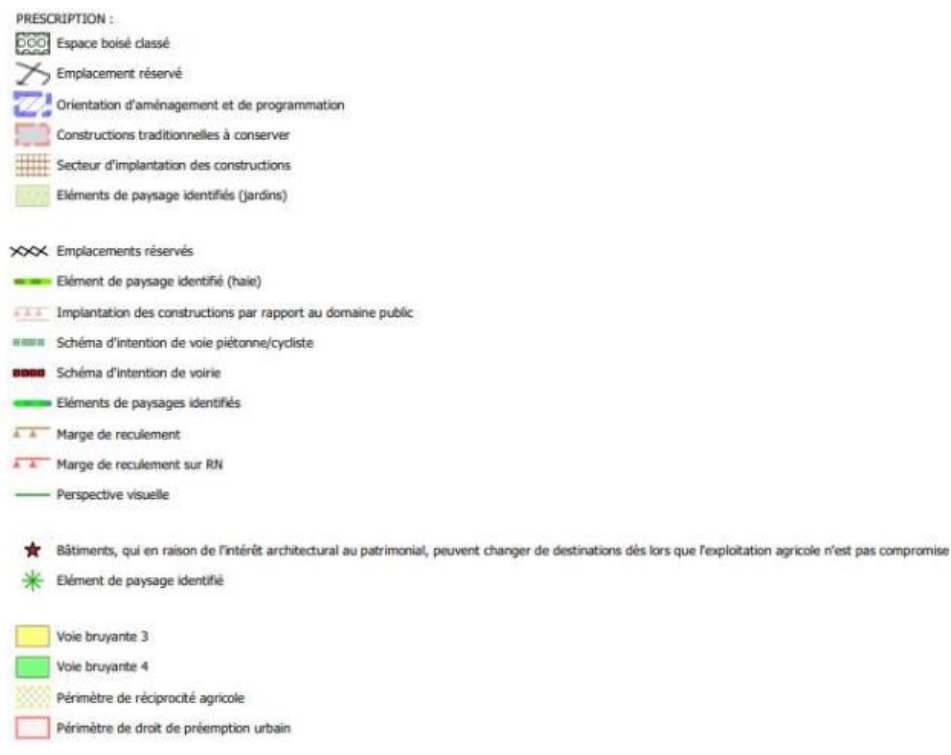 PRESCRIPTION :
Espace boisé classé
Emplacement réservé
Orientation d'aménagement et de programmation
Constructions traditionnelles à conserver
Secteur d'implantation des constructions
Eléments de paysage identifiés (jardins)
Emplacements réservés
Elément de paysage identifié (haie)
Implantation des constructions par rapport au domaine public
Schéma d'intention de voie piétonne/cycliste
Schéma d'intention de voirie
Eléments de paysages identifiés
Marge de reculement
Marge de reculement sur RN
Perspective visuelle
Bâtiments, qui en raison de l'intérêt architectural au patrimonial, peuvent changer de destinations dès lors que l'exploitation agricole n'est pas compromise
Elément de paysage identifié
Voie bruyante 3
Voie bruyante 4
Périmètre de réciprocité agricole
Périmètre de droit de préemption urbain